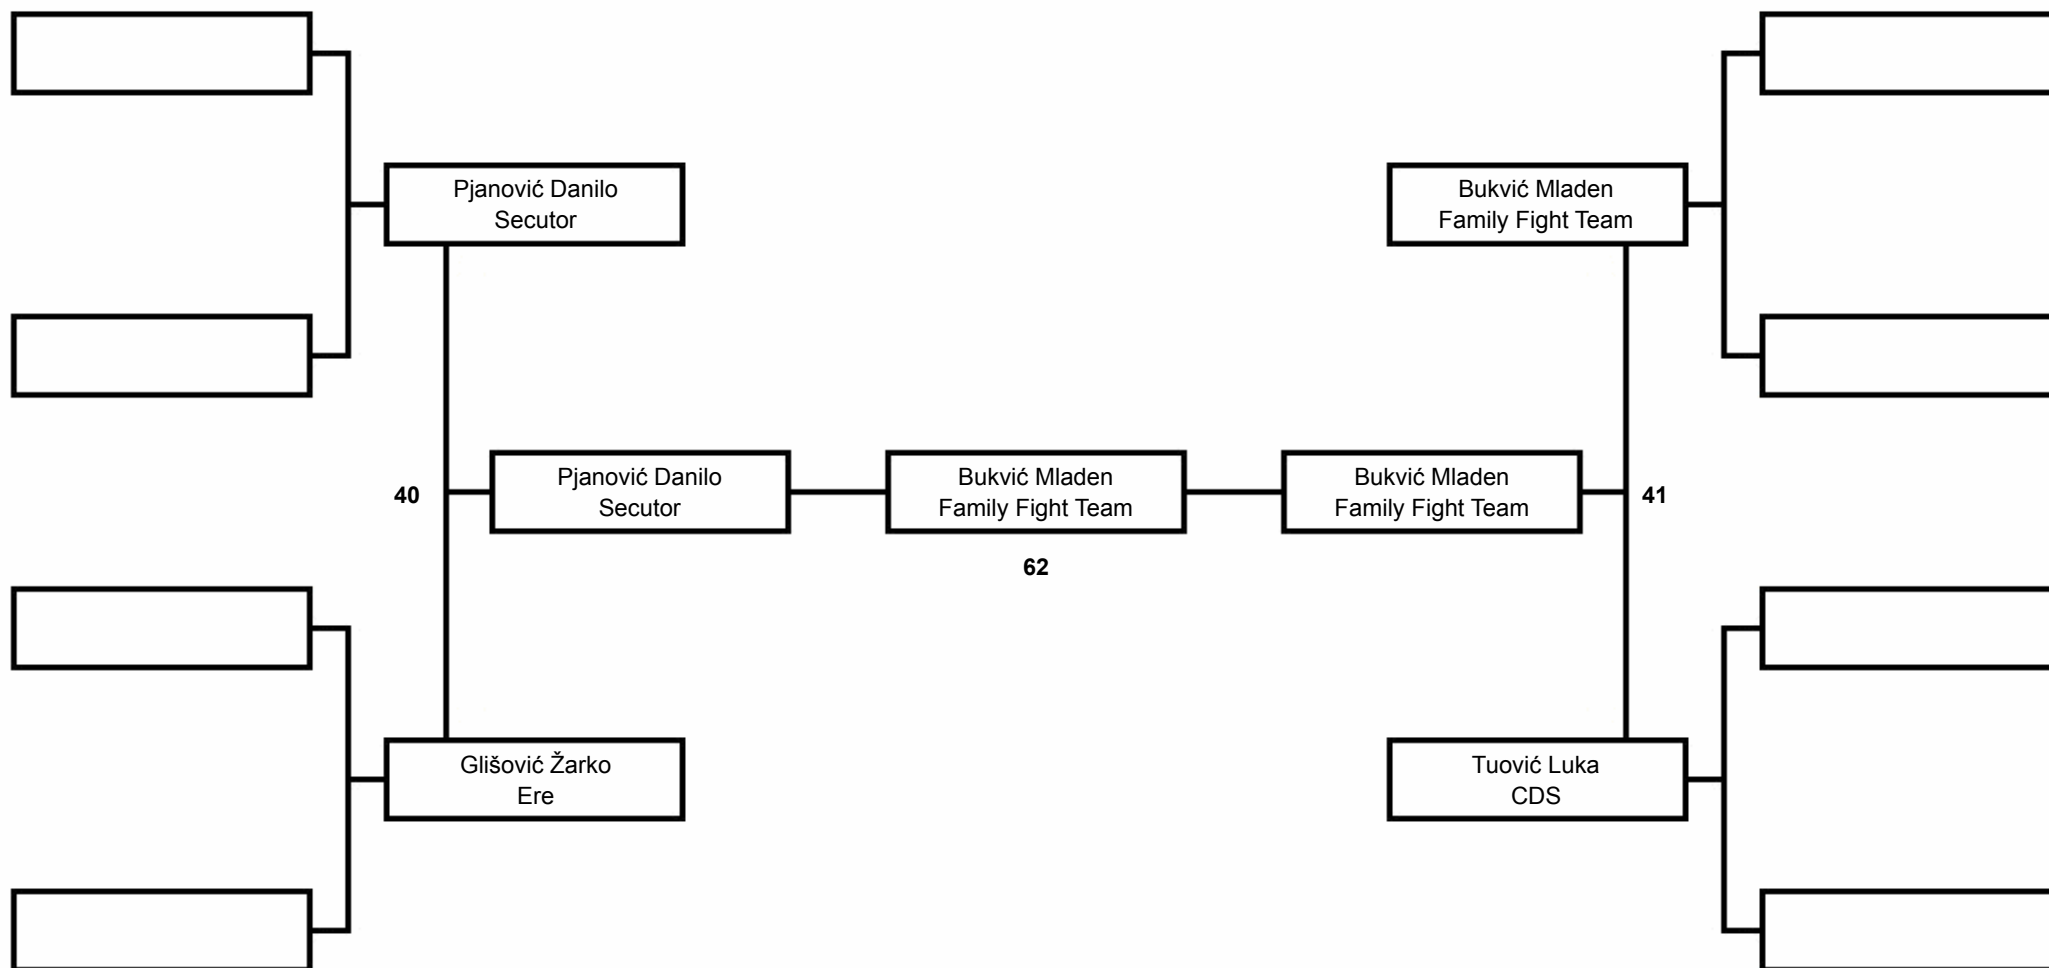 Pjanović Danilo
Secutor
Bukvić Mladen
Family Fight Team
40
Pjanović Danilo
Secutor
Bukvić Mladen
Family Fight Team
62
Bukvić Mladen
Family Fight Team
41
Glišović Žarko
Ere
Tuović Luka
CDS